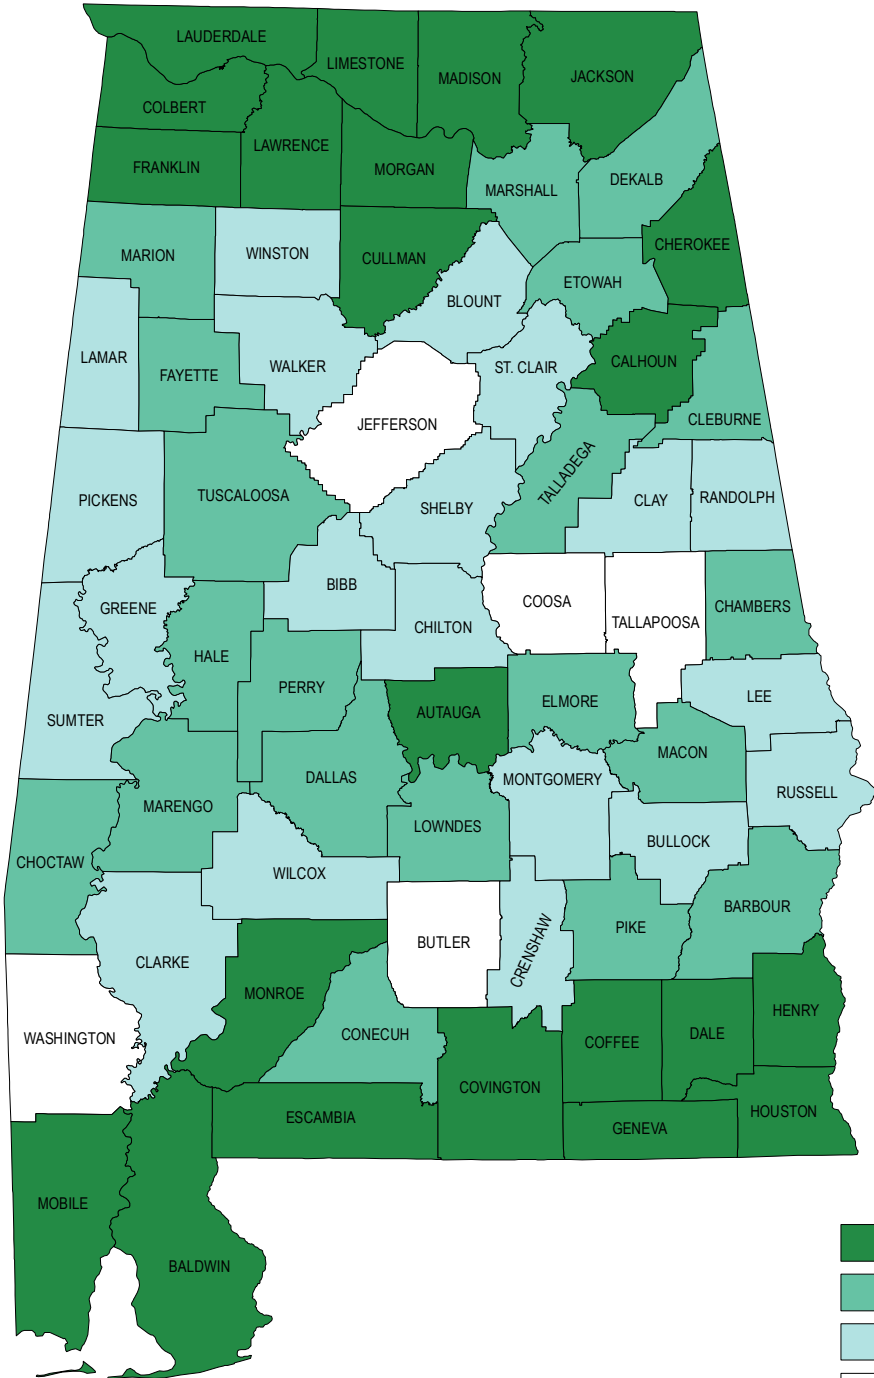 LAUDERDALE
LIMESTONE
MADISON
JACKSON
COLBERT
LAWRENCE
FRANKLIN
MORGAN
MARSHALL
DEKALB
MARION
WINSTON
CULLMAN
CHEROKEE
ETOWAH
BLOUNT
LAMAR
FAYETTE
WALKER
ST. CLAIR
CALHOUN
JEFFERSON
CLEBURNE
TALLADEGA
PICKENS
TUSCALOOSA
SHELBY
CLAY
RANDOLPH
BIBB
GREENE
COOSA
TALLAPOOSA
CHAMBERS
CHILTON
HALE
PERRY
LEE
SUMTER
AUTAUGA
ELMORE
MACON
DALLAS
MONTGOMERY
RUSSELL
MARENGO
LOWNDES
BULLOCK
CHOCTAW
WILCOX
BARBOUR
PIKE
CRENSHAW
BUTLER
CLARKE
MONROE
HENRY
WASHINGTON
CONECUH
COFFEE
DALE
COVINGTON
HOUSTON
ESCAMBIA
GENEVA
MOBILE
BALDWIN